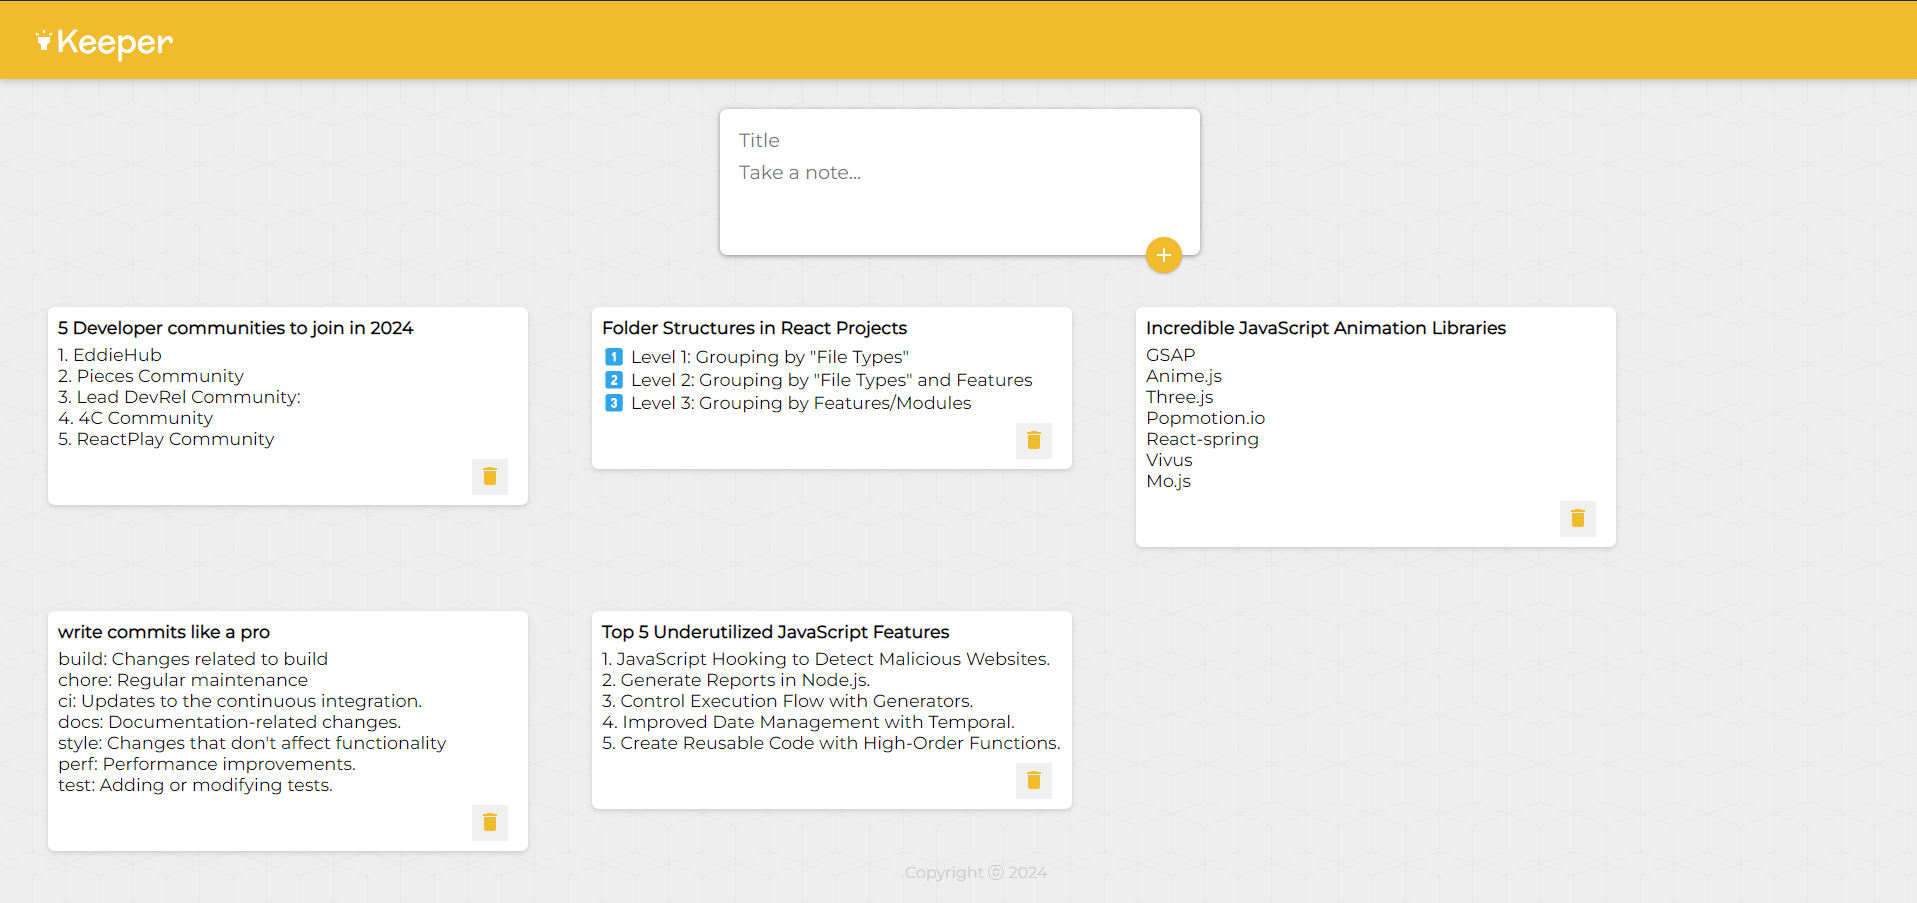 Keeper
Title
Take a note...
5 Developer communities to join in 2024
1. EddieHub
2. Pieces Community
3. Lead DevRel Community:
4. 4C Community
5. ReactPlay Community
Folder Structures in React Projects
1️⃣ Level 1: Grouping by "File Types"
2️⃣ Level 2: Grouping by "File Types" and Features
3️⃣ Level 3: Grouping by Features/Modules
Incredible JavaScript Animation Libraries
GSAP
Anime.js
Three.js
Popmotion.io
React-spring
Vivus
Mo.js
write commits like a pro
build: Changes related to build
chore: Regular maintenance
ci: Updates to the continuous integration.
docs: Documentation-related changes.
style: Changes that don't affect functionality
perf: Performance improvements.
test: Adding or modifying tests.
Top 5 Underutilized JavaScript Features
1. JavaScript Hooking to Detect Malicious Websites.
2. Generate Reports in Node.js.
3. Control Execution Flow with Generators.
4. Improved Date Management with Temporal.
5. Create Reusable Code with High-Order Functions.
Copyright ⓒ 2024